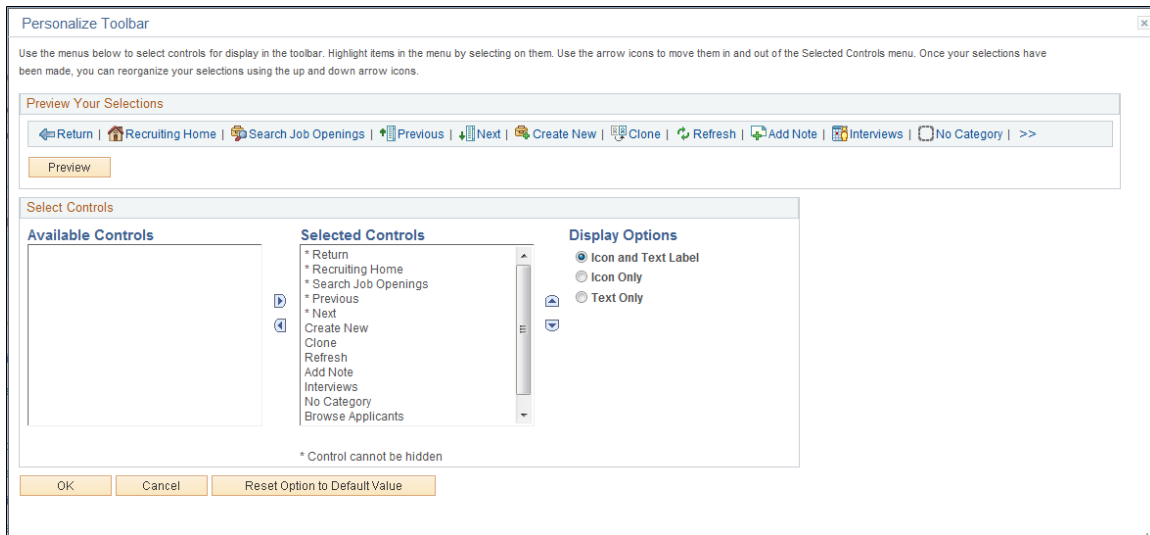 Personalize Toolbar
Use the menus below to select controls for display in the toolbar. Highlight items in the menu by selecting on them. Use the arrow icons to move them in and out of the Selected Controls menu. Once your selections have
been made, you can reorganize your selections using the up and down arrow icons.
Preview Your Selections
Return | Recruiting Home | Search Job Openings | Previous | Next | Create New | Clone | Refresh | Add Note | Interviews | No Category | >>
Preview
Select Controls
Available Controls
Selected Controls
* Return
* Recruiting Home
* Search Job Openings
* Previous
* Next
Create New
Clone
Refresh
Add Note
Interviews
No Category
Browse Applicants
* Control cannot be hidden
Display Options
Icon and Text Label
Icon Only
Text Only
OK Cancel Reset Option to Default Value